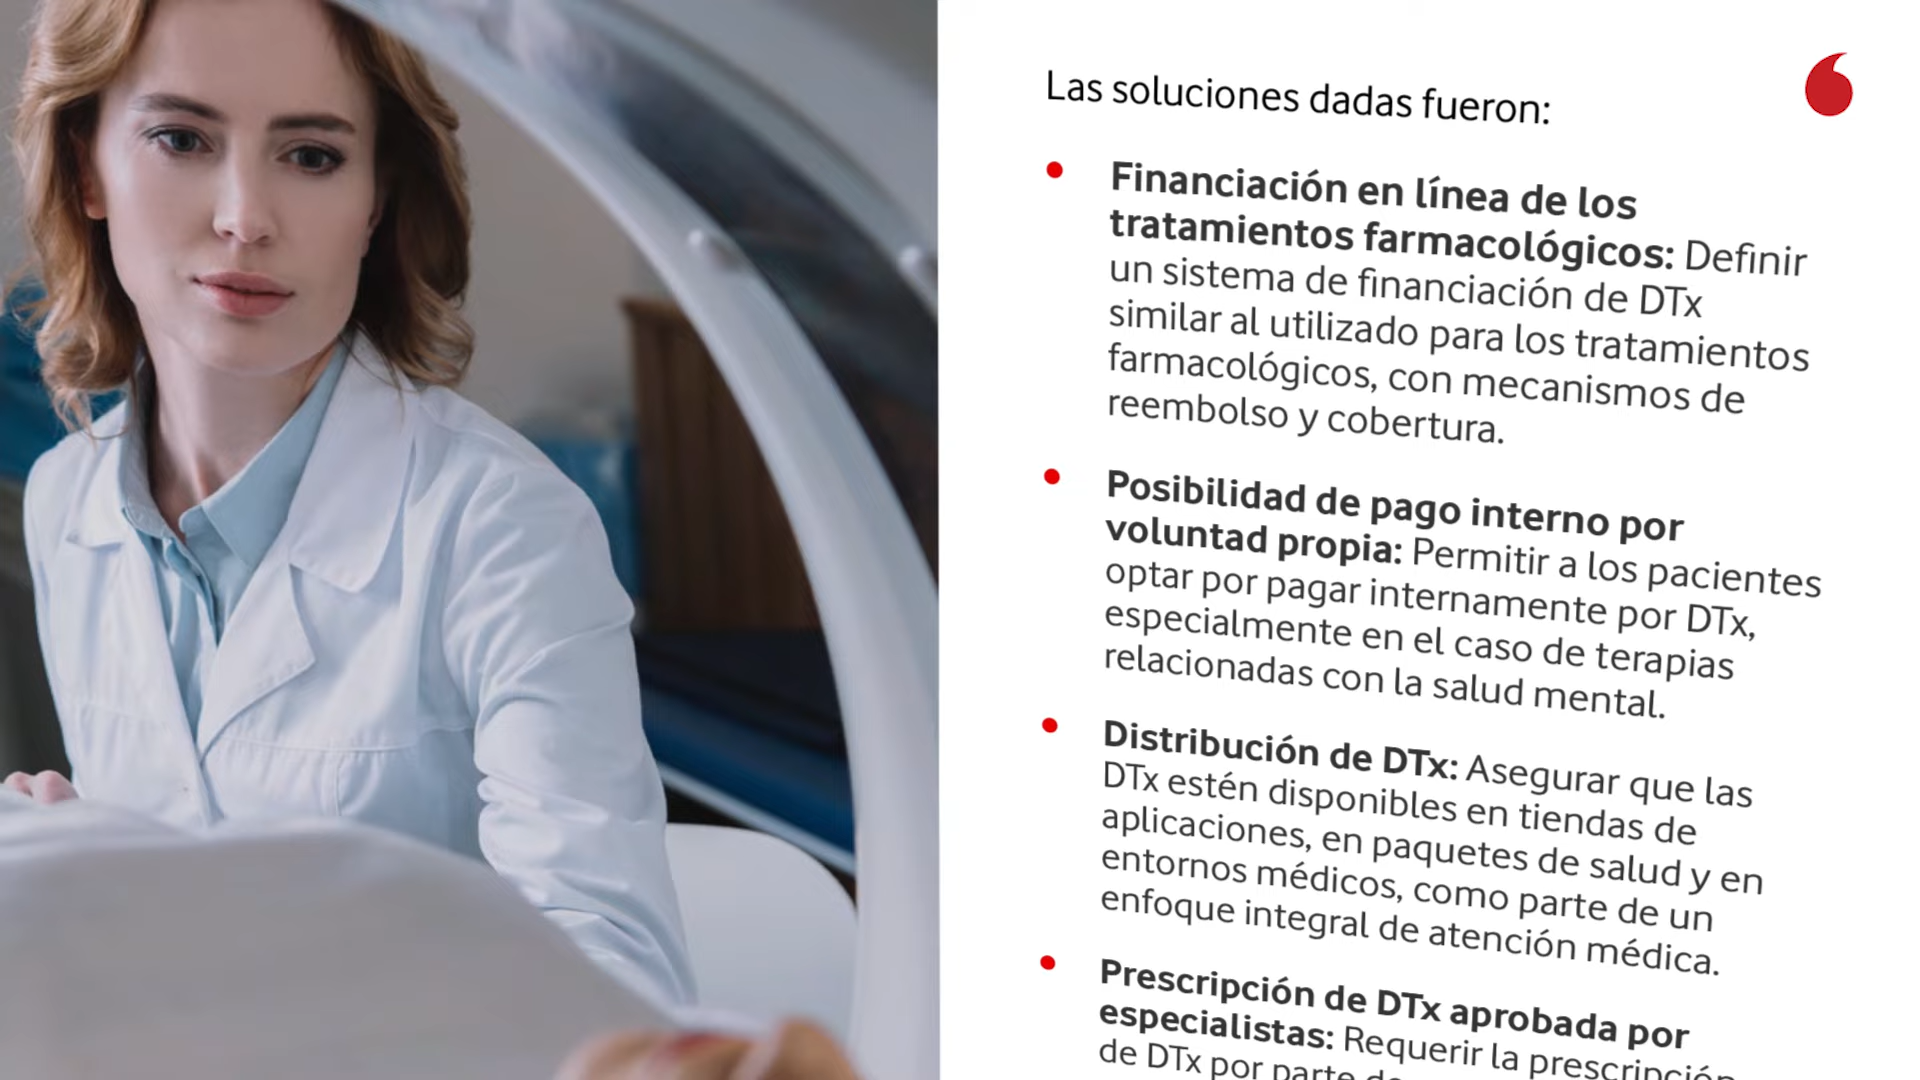 Las soluciones dadas fueron:
Financiación en línea de los
tratamientos farmacológicos: Definir
un sistema de financiación de DTx
similar al utilizado para los tratamientos
farmacológicos, con mecanismos de
reembolso y cobertura.
Posibilidad de pago interno por
voluntad propia: Permitir a los pacientes
optar por pagar internamente por DTx,
especialmente en el caso de terapias
relacionadas con la salud mental.
Distribución de DTx: Asegurar que las
DTx estén disponibles en tiendas de
aplicaciones, en paquetes de salud y en
entornos médicos, como parte de un
enfoque integral de atención médica.
Prescripción de DTx aprobada por
especialistas: Requerir la prescripción
de DTx por parte de